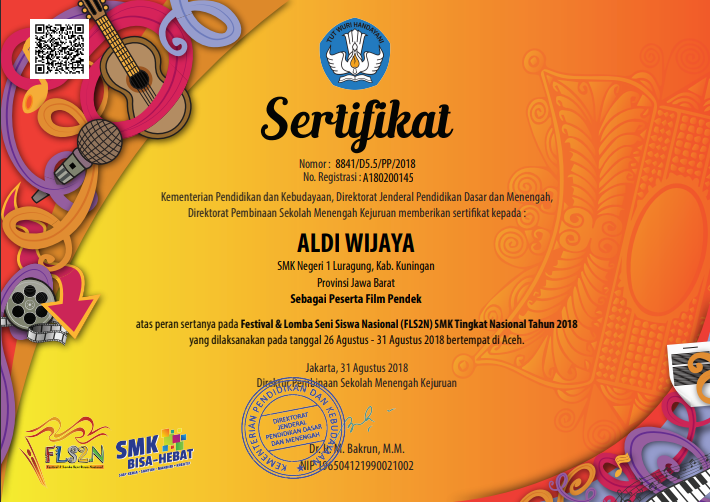 TUT WURI HANDAYANI
Sertifikat
Nomor : 8841/D5.5/PP/2018
No. Registrasi : A180200145
Kementerian Pendidikan dan Kebudayaan, Direktorat Jenderal Pendidikan Dasar dan Menengah,
Direktorat Pembinaan Sekolah Menengah Kejuruan memberikan sertifikat kepada :
ALDI WIJAYA
SMK Negeri 1 Luragung, Kab. Kuningan
Provinsi Jawa Barat
Sebagai Peserta Film Pendek
atas peran sertanya pada Festival & Lomba Seni Siswa Nasional (FLS2N) SMK Tingkat Nasional Tahun 2018
yang dilaksanakan pada tanggal 26 Agustus - 31 Agustus 2018 bertempat di Aceh.
Jakarta, 31 Agustus 2018
Direktur Pembinaan Sekolah Menengah Kejuruan
KEMENTERIAN PENDIDIKAN DAN KEBUDAYAAN
DIREKTORAT
JENDERAL
PENDIDIKAN DASAR
DAN MENENGAH
Dr. Ir. M. Bakrun, M.M.
NIP 196504121990021002
FLS2N
SMK
BISA-HEBAT